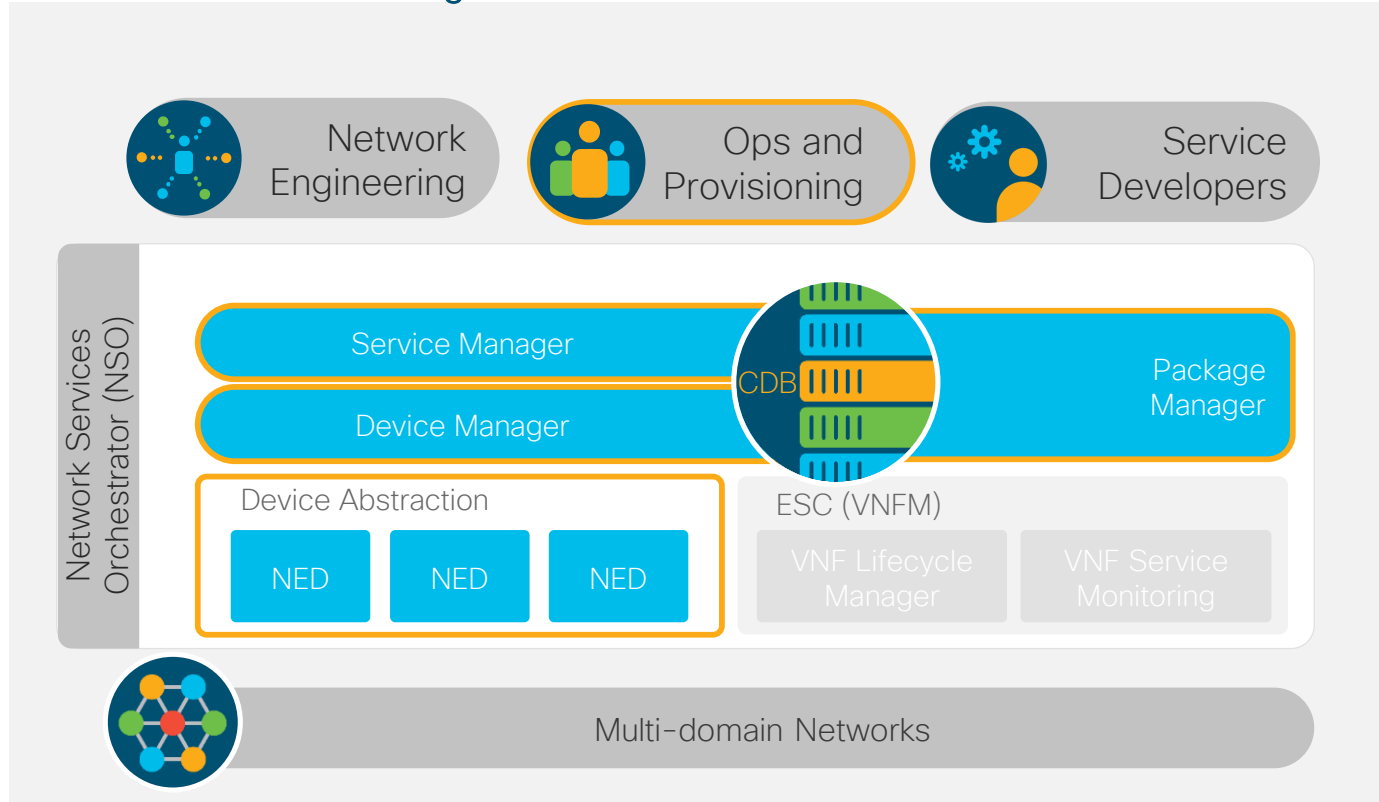 Network
Engineering
Ops and
Provisioning
Service
Developers
Network Services
Orchestrator (NSO)
Service Manager
Device Manager
CDB
Package
Manager
Device Abstraction
NED
NED
NED
ESC (VNFM)
VNF Lifecycle
Manager
VNF Service
Monitoring
Multi-domain Networks